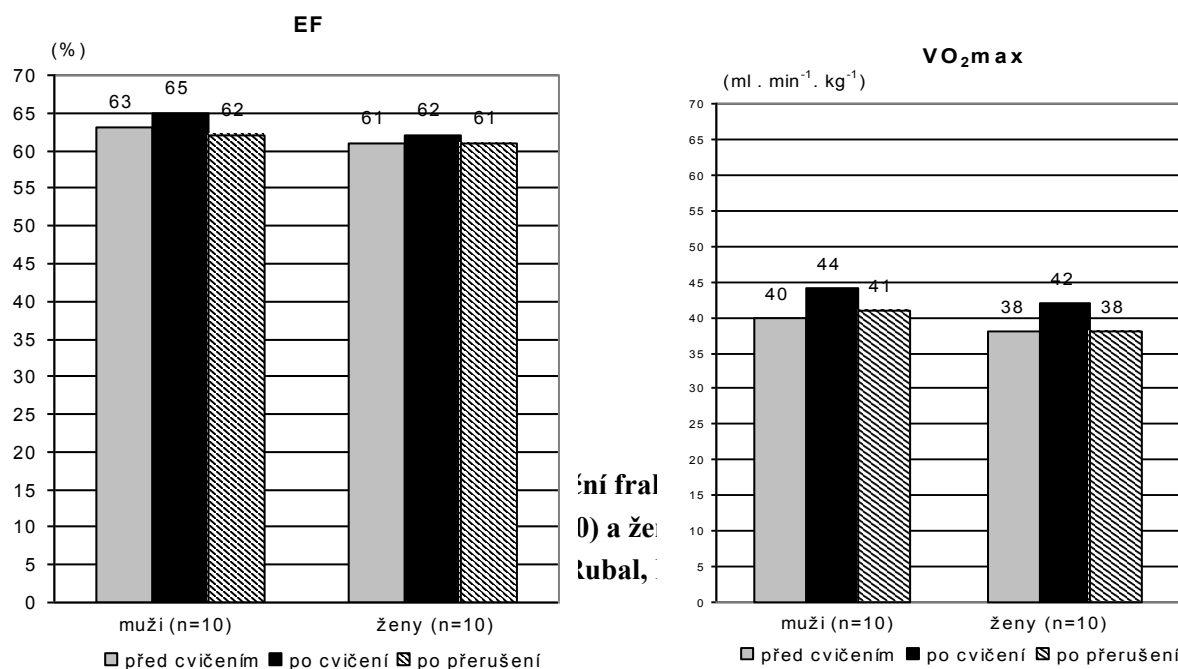 EF
(%)
70
65
60
55
50
45
40
35
30
25
20
15
10
5
0
63
65
62
61
62
61
muži (n=10)
ženy (n=10)
před cvičením
po cvičení
po přerušení
ční
0) a
Rubal,
VO₂max
(ml . min⁻¹. kg⁻¹)
70
65
60
55
50
45
40
35
30
25
20
15
10
5
0
40
44
41
38
42
38
muži (n=10)
ženy (n=10)
před cvičením
po cvičení
po přerušení